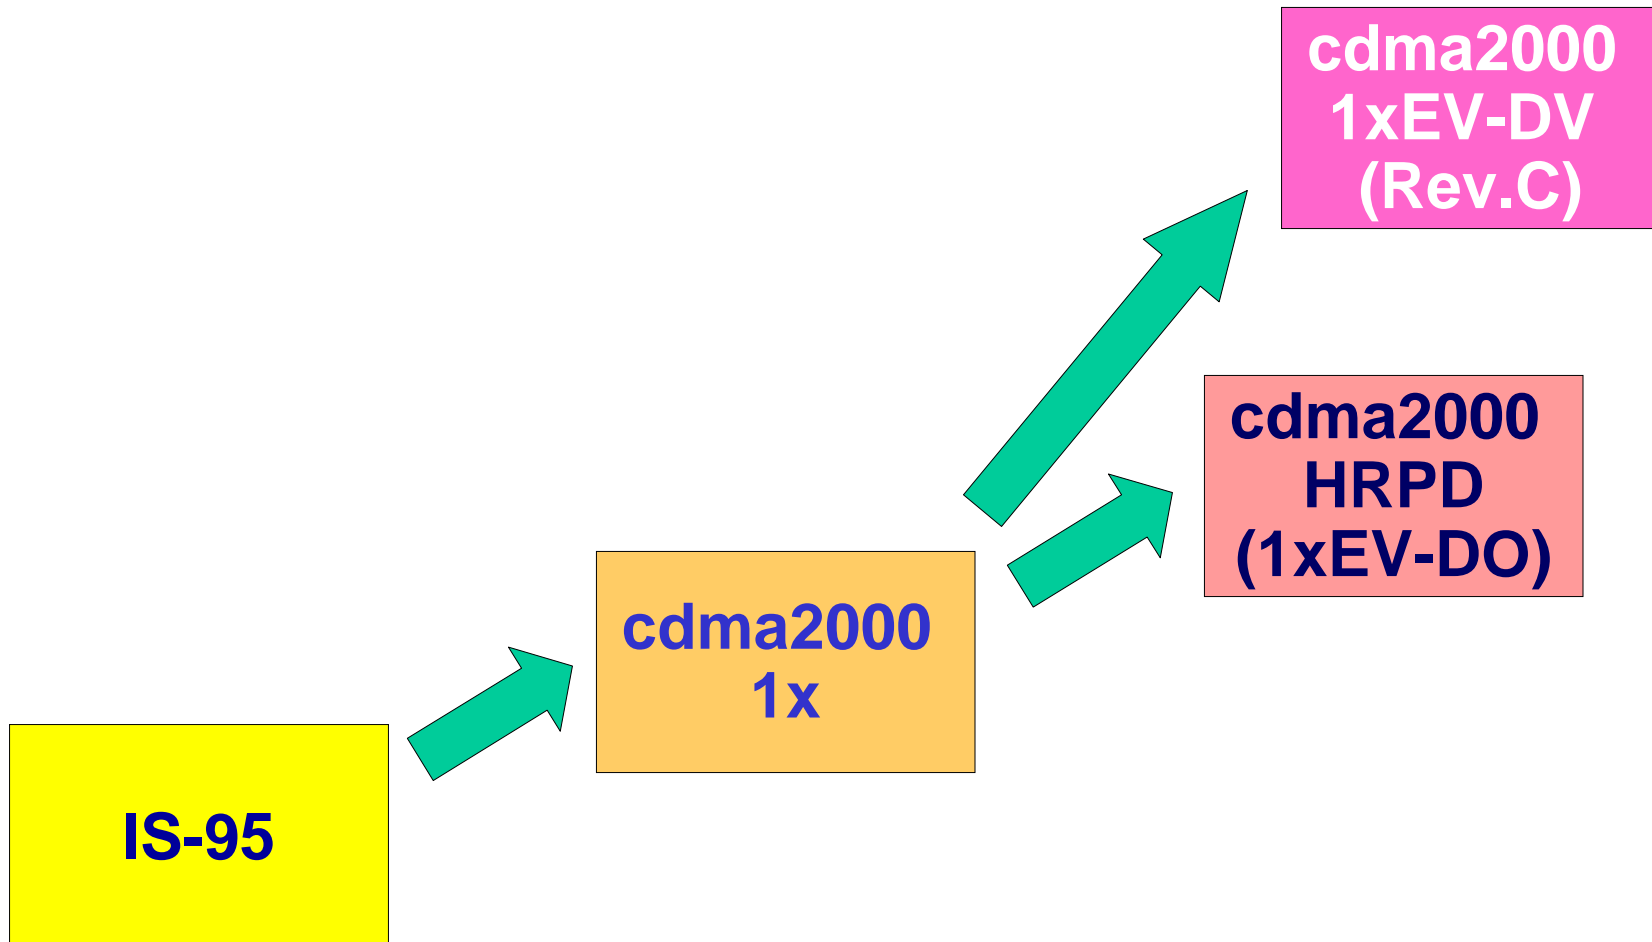 cdma2000
1xEV-DV
(Rev.C)
cdma2000
HRPD
(1xEV-DO)
cdma2000
1x
IS-95